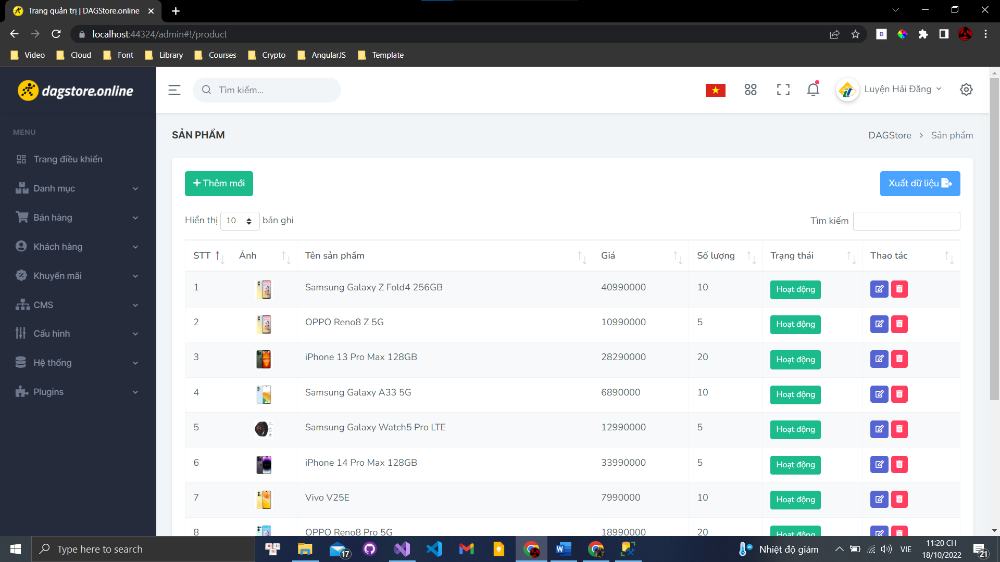 Trang quản trị | DAGStore.online
localhost:44324/admin#!/product
Video Cloud Font Library Courses Crypto AngularJS Template
dagstore.online
Tìm kiếm...
Luyện Hải Đăng
MENU
Trang điều khiển
Danh mục
Bán hàng
Khách hàng
Khuyến mãi
CMS
Cấu hình
Hệ thống
Plugins
SẢN PHẨM
DAGStore > Sản phẩm
Thêm mới
Xuất dữ liệu
Hiển thị 10 bản ghi
Tìm kiếm
STT Ảnh Tên sản phẩm Giá Số lượng Trạng thái Thao tác
1 Samsung Galaxy Z Fold4 256GB 40990000 10 Hoạt động
2 OPPO Reno8 Z 5G 10990000 5 Hoạt động
3 iPhone 13 Pro Max 128GB 28290000 20 Hoạt động
4 Samsung Galaxy A33 5G 6890000 10 Hoạt động
5 Samsung Galaxy Watch5 Pro LTE 12990000 5 Hoạt động
6 iPhone 14 Pro Max 128GB 33990000 5 Hoạt động
7 Vivo V25E 7990000 10 Hoạt động
8 OPPO Reno8 Pro 5G 18990000 20 Hoạt động
Type here to search
17
Nhiệt độ giảm
VIE
11:20 CH
18/10/2022
21